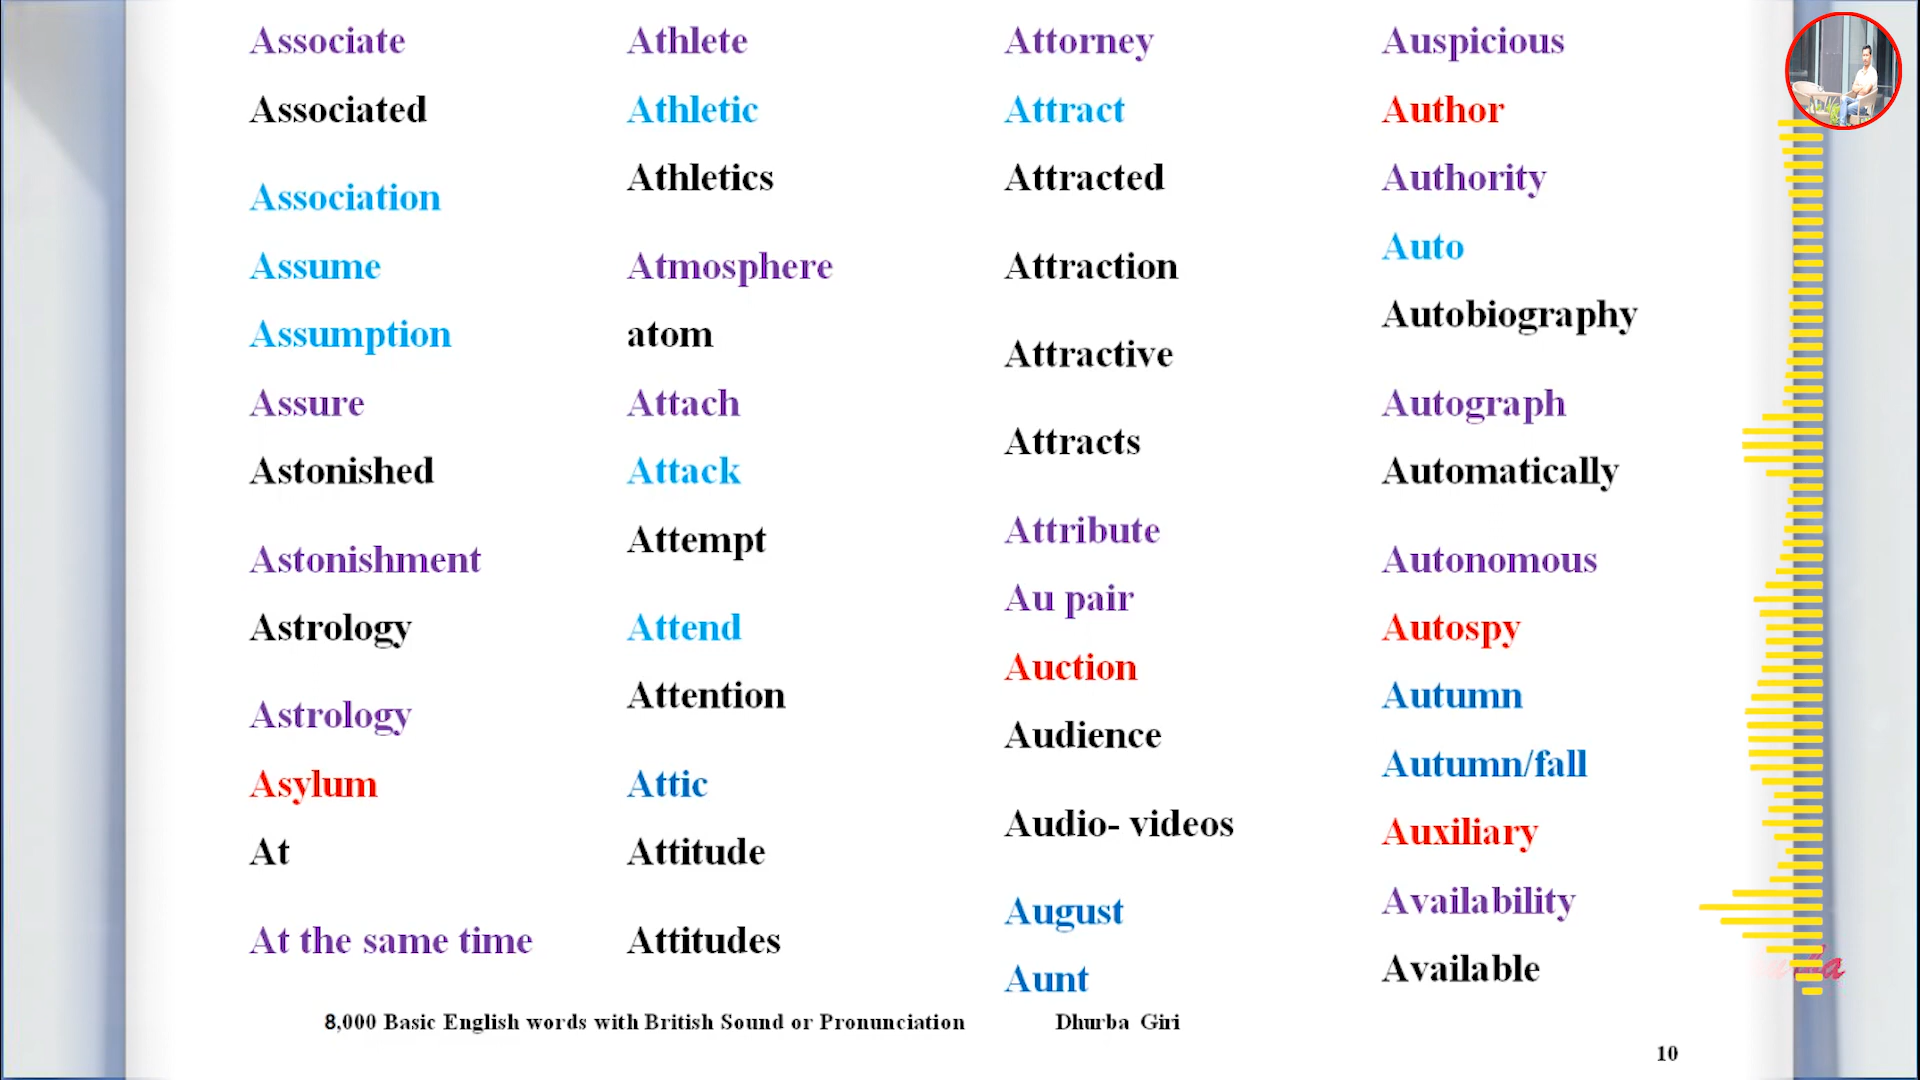 Associate
Associated
Association
Assume
Assumption
Assure
Astonished
Astonishment
Astrology
Astrology
Asylum
At
At the same time
Athlete
Athletic
Athletics
Atmosphere
atom
Attach
Attack
Attempt
Attend
Attention
Attic
Attitude
Attitudes
Attorney
Attract
Attracted
Attraction
Attractive
Attracts
Attribute
Au pair
Auction
Audience
Audio- videos
August
Aunt
Auspicious
Author
Authority
Auto
Autobiography
Autograph
Automatically
Autonomous
Autospy
Autumn
Autumn/fall
Auxiliary
Availability
Available
8,000 Basic English words with British Sound or Pronunciation Dhurba Giri
10